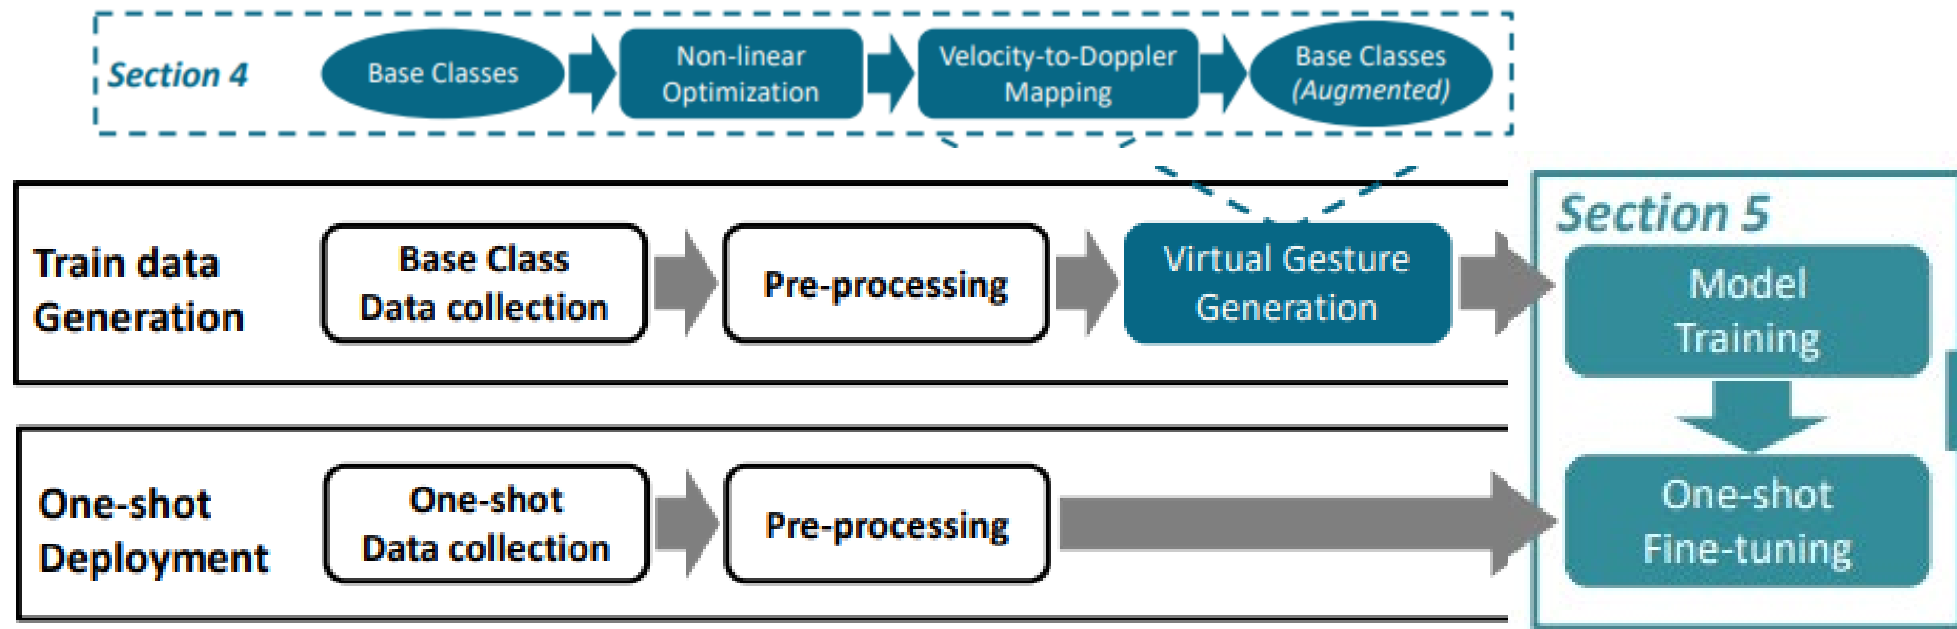 Section 4
Base Classes
Non-linear
Optimization
Velocity-to-Doppler
Mapping
Base Classes
(Augmented)
Train data
Generation
Base Class
Data collection
Pre-processing
Virtual Gesture
Generation
Section 5
Model
Training
One-shot
Deployment
One-shot
Data collection
Pre-processing
One-shot
Fine-tuning